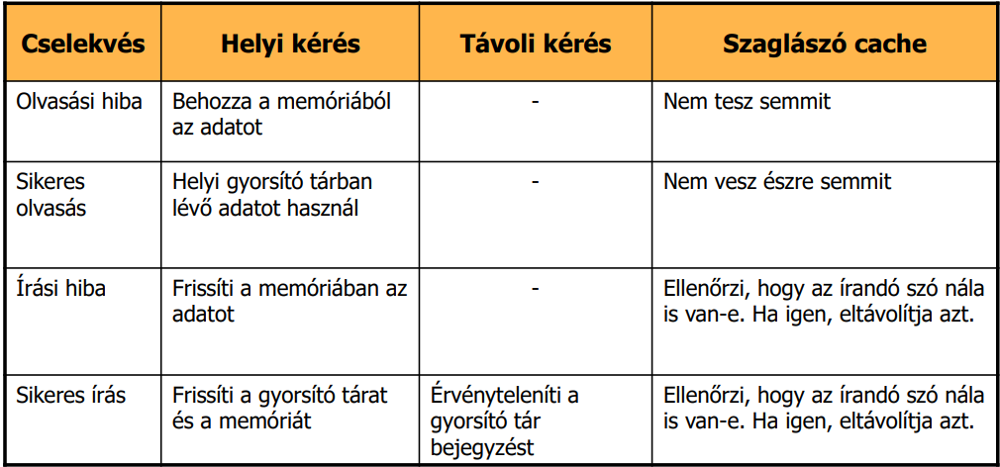 Cselekvés Helyi kérés Távoli kérés Szaglászó cache
Olvasási hiba Behozza a memóriából - Nem tesz semmit
az adatot
Sikeres Helyi gyorsító tárban - Nem vesz észre semmit
olvasás lévő adatot használ
Írási hiba Frissíti a memóriában az - Ellenőrzi, hogy az írandó szó nála
adatot is van-e. Ha igen, eltávolítja azt.
Sikeres írás Frissíti a gyorsító tárat Érvényteleníti a Ellenőrzi, hogy az írandó szó nála
és a memóriát gyorsító tár is van-e. Ha igen, eltávolítja azt.
bejegyzést